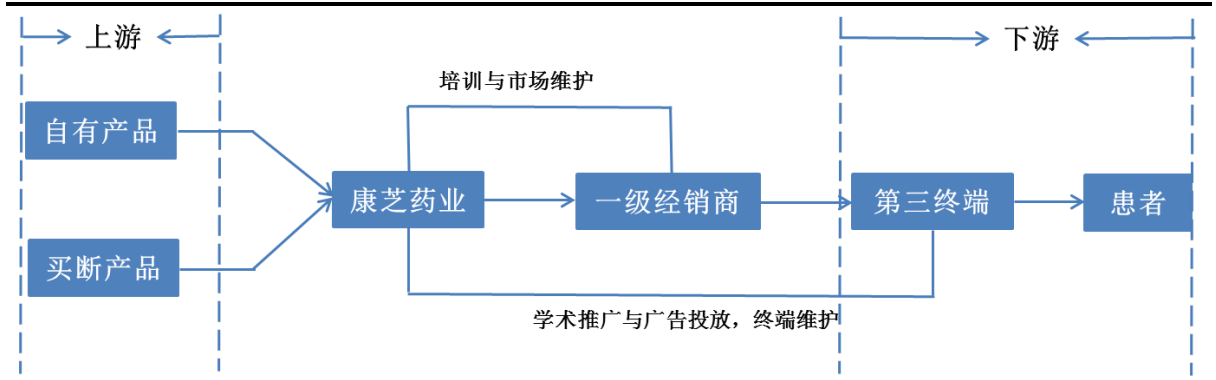 上游
下游
培训与市场维护
自有产品
康芝药业
一级经销商
第三终端
患者
买断产品
学术推广与广告投放，终端维护